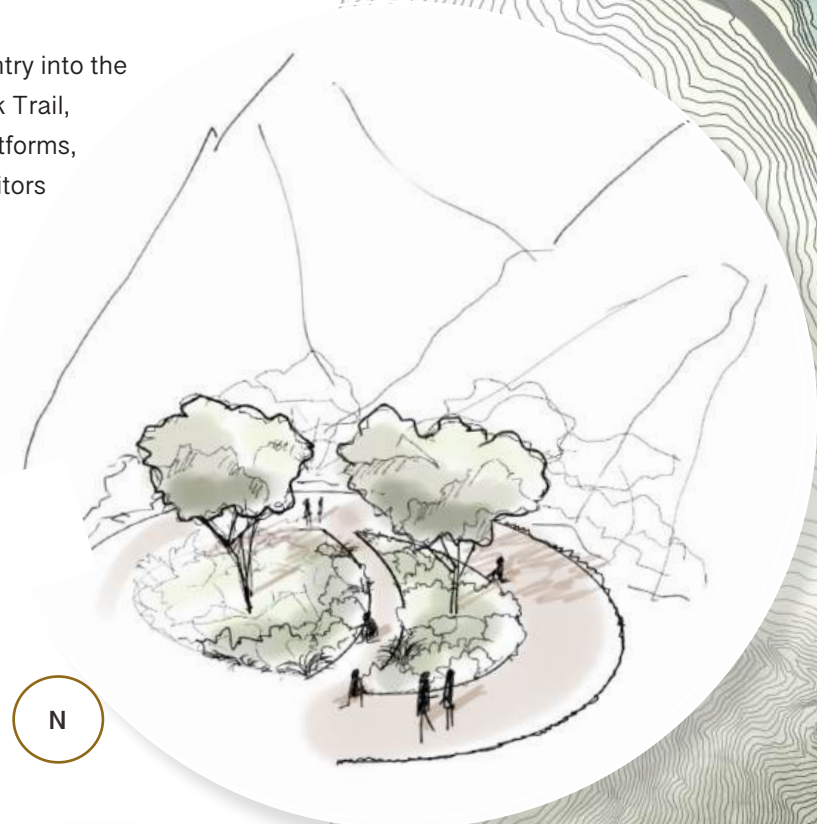 ntry into the
k Trail,
tforms,
itors
N